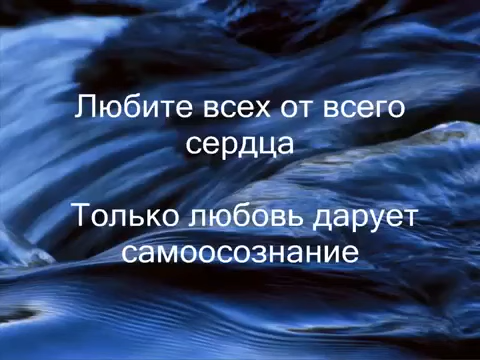 Любите всех от всего
сердца
Только любовь дарует
самоосознание